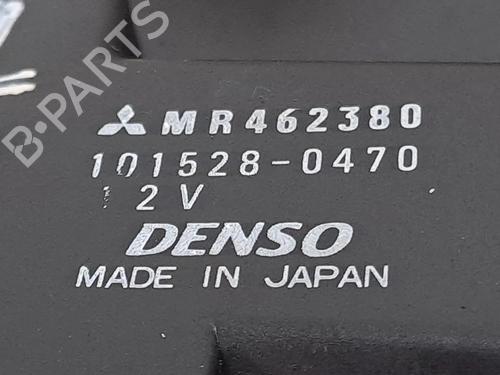 MR462380
101528-0470
12V
DENSO
MADE IN JAPAN
B-PARTS